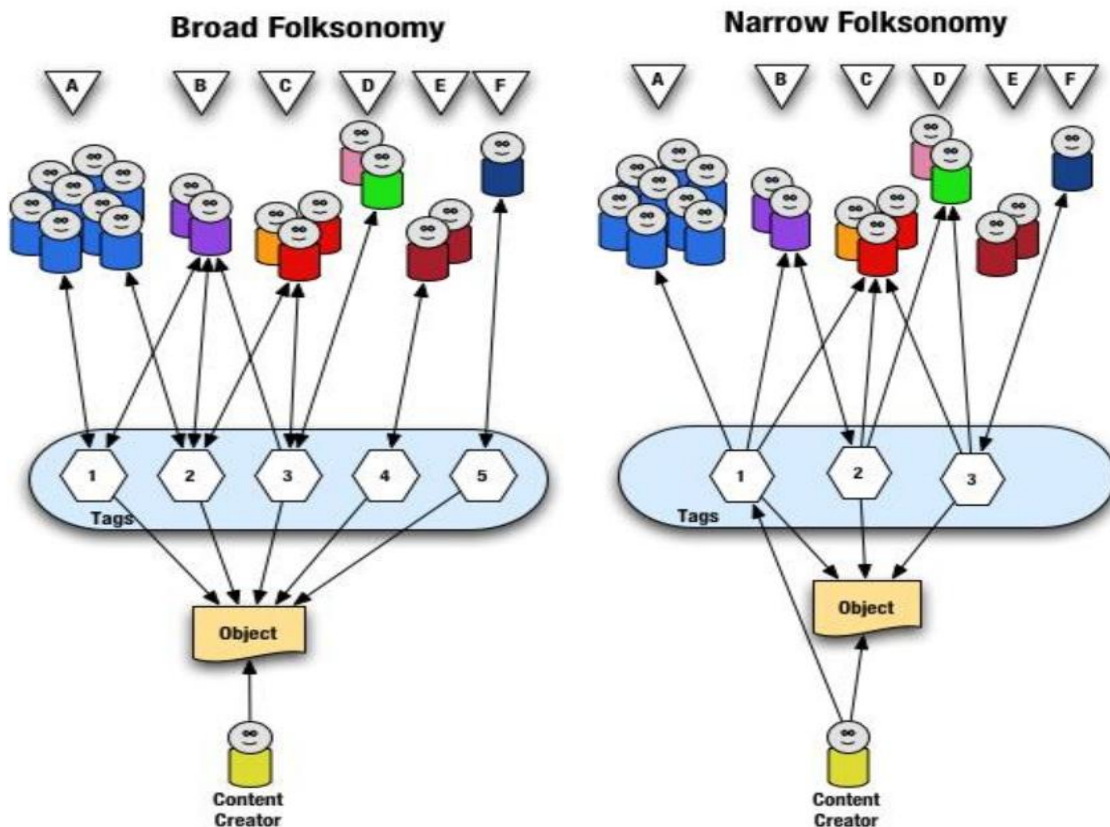 Broad Folksonomy
A B C D E F
1 2 3 4 5
Tags
Object
Content
Creator
Narrow Folksonomy
A B C D E F
1 2 3
Tags
Object
Content
Creator